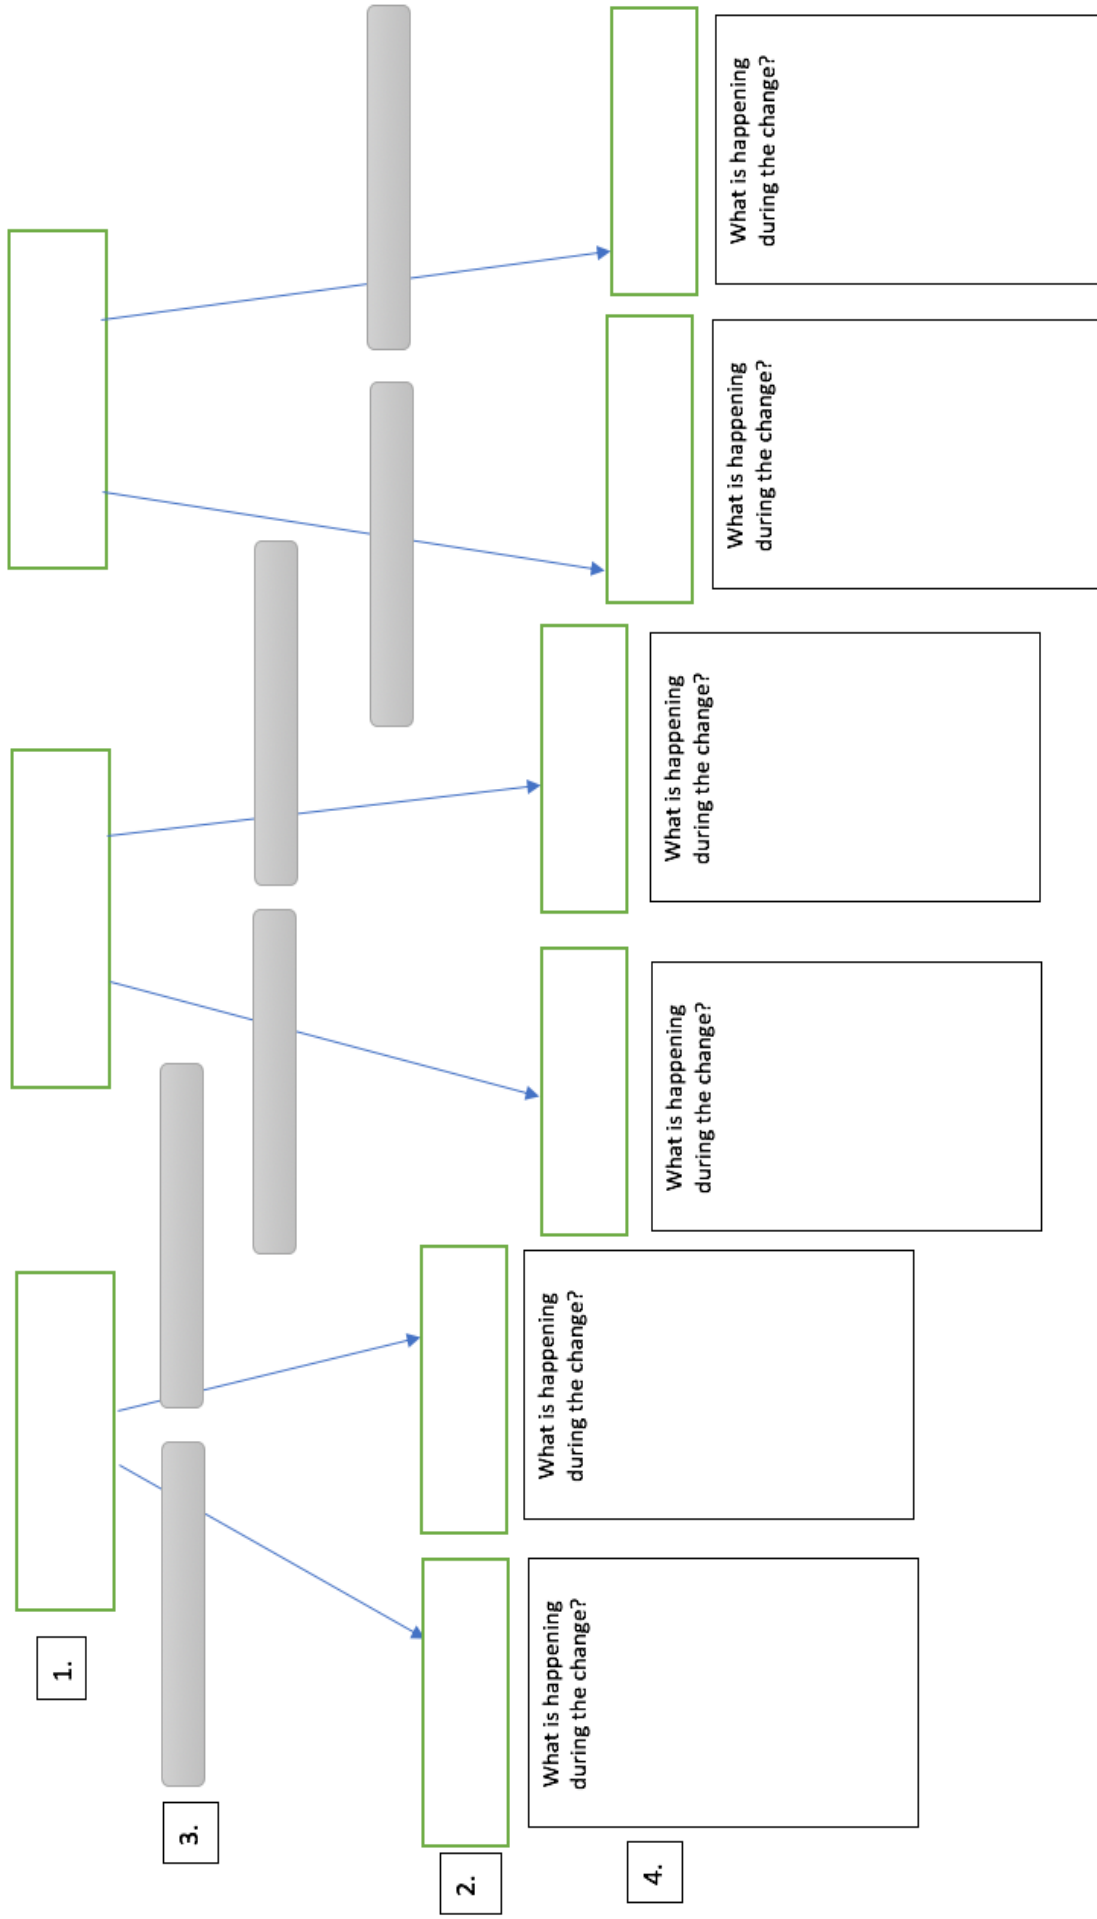 1.
3.
2.
4.
What is happening
during the change?
What is happening
during the change?
What is happening
during the change?
What is happening
during the change?
What is happening
during the change?
What is happening
during the change?